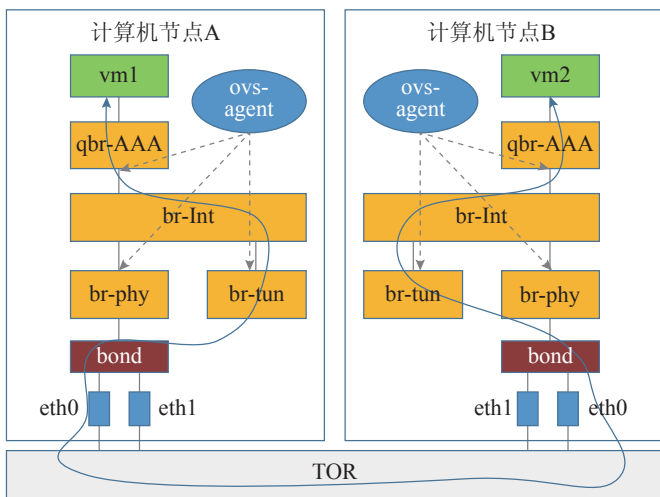 计算机节点A
vm1
ovs-
agent
qbr-AAA
br-Int
br-phy
br-tun
bond
eth0
eth1
计算机节点B
ovs-
agent
vm2
qbr-AAA
br-Int
br-tun
br-phy
bond
eth1
eth0
TOR